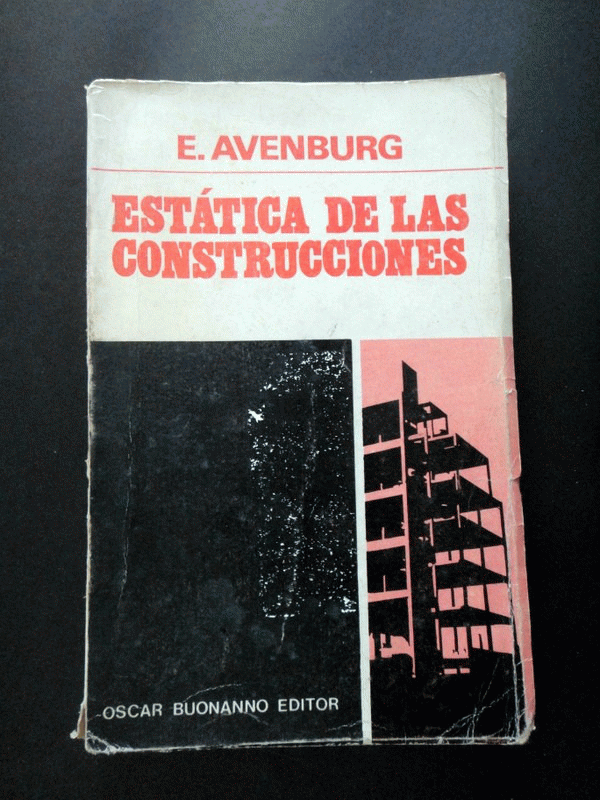 E. AVENBURG
ESTÁTICA DE LAS
CONSTRUCCIONES
OSCAR BUONANNO EDITOR